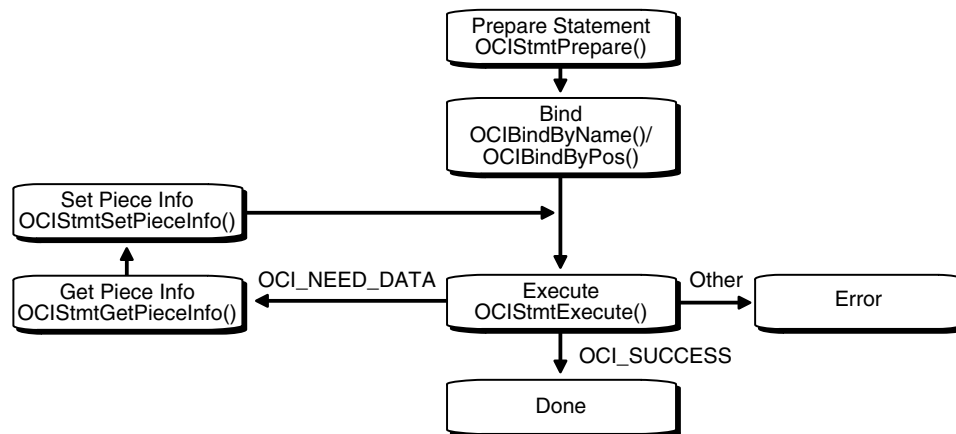 Prepare Statement
OCIStmtPrepare()
Bind
OCIBindByName()/
OCIBindByPos()
Set Piece Info
OCIStmtSetPieceInfo()
OCI_NEED_DATA
Get Piece Info
OCIStmtGetPieceInfo()
Execute
OCIStmtExecute()
Other
Error
OCI_SUCCESS
Done